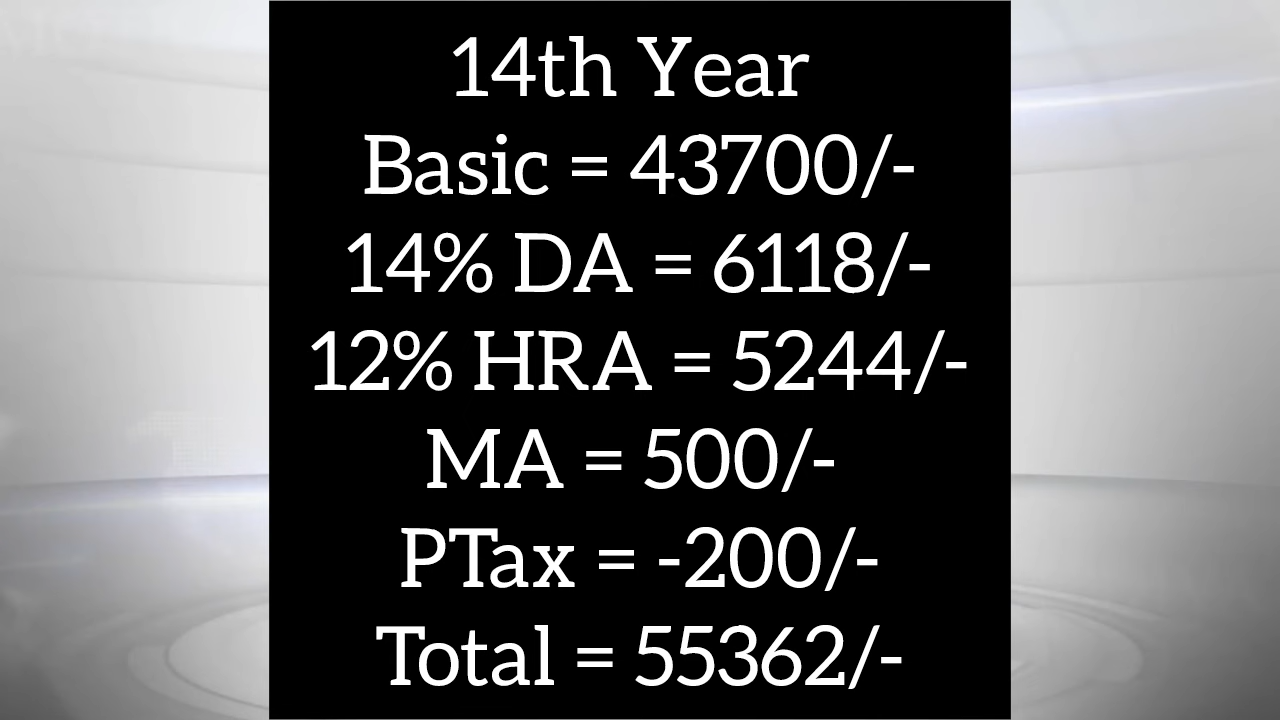 14th Year
Basic = 43700/-
14% DA = 6118/-
12% HRA = 5244/-
MA = 500/-
PTax = -200/-
Total = 55362/-